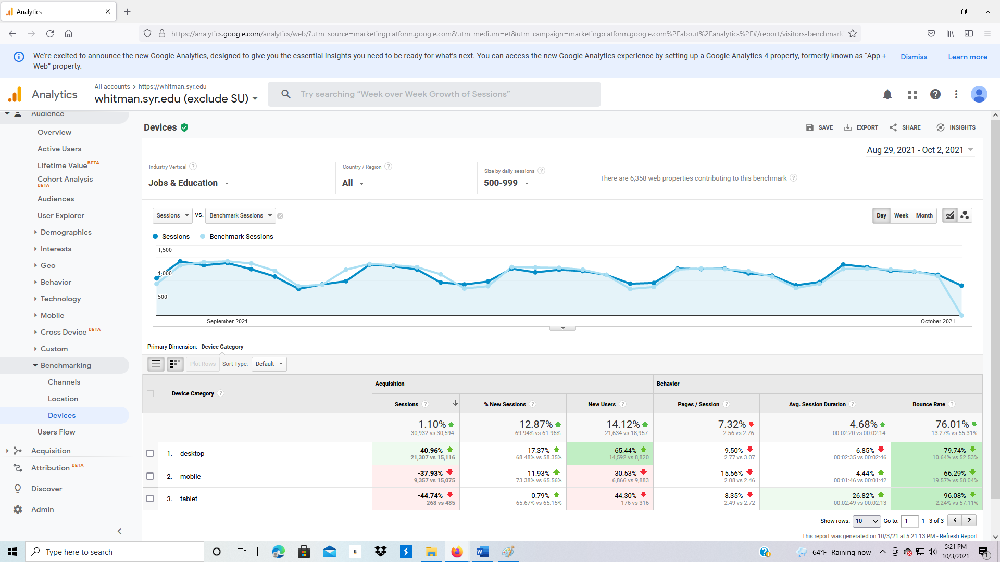 Analytics
https://analytics.google.com/analytics/web/?utm_source=marketingplatform.google.com&utm_medium=et&utm_campaign=marketingplatform.google.com%2Fabout%2Fanalytics%2F#/report/visitors-benchmark
We're excited to announce the new Google Analytics, designed to give you the essential insights you need to be ready for what's next. You can access the new Google Analytics experience by setting up a Google Analytics 4 property, formerly known as “App +
Web” property.
Dismiss
Learn more
Analytics
All accounts > https://whitman.syr.edu
whitman.syr.edu (exclude SU)
Try searching “Week over Week Growth of Sessions”
Audience
Overview
Active Users
Lifetime Value BETA
Cohort Analysis
BETA
Audiences
User Explorer
Demographics
Interests
Geo
Behavior
Technology
Mobile
Cross Device BETA
Custom
Benchmarking
Channels
Location
Devices
Users Flow
Acquisition
Attribution BETA
Discover
Admin
Devices
SAVE
EXPORT
SHARE
INSIGHTS
Aug 29, 2021 - Oct 2, 2021
Industry Vertical ?
Jobs & Education
Country / Region ?
All
Size by daily sessions ?
500-999
There are 6,358 web properties contributing to this benchmark ?
Sessions vs. Benchmark Sessions
Day Week Month
Sessions Benchmark Sessions
1,500
1,000
500
September 2021
October 2021
Primary Dimension: Device Category
Plot Rows Sort Type: Default
Device Category ?
Acquisition
Behavior
Sessions ?
% New Sessions ?
New Users ?
Pages / Session ?
Avg. Session Duration ?
Bounce Rate ?
1.10% 12.87% 14.12% 7.32% 4.68% 76.01%
30,932 vs 30,594 69.94% vs 61.96% 21,634 vs 18,957 2.56 vs 2.76 00:02:20 vs 00:02:14 13.27% vs 55.31%
1. desktop 40.96% 17.37% 65.44% -9.50% -6.85% -79.74%
21,307 vs 15,116 68.48% vs 58.35% 14,592 vs 8,820 2.77 vs 3.07 00:02:35 vs 00:02:46 10.64% vs 52.53%
2. mobile -37.93% 11.93% -30.53% -15.56% 4.44% -66.29%
9,357 vs 15,075 73.38% vs 65.56% 6,866 vs 9,883 2.08 vs 2.46 00:01:46 vs 00:01:42 19.57% vs 58.04%
3. tablet -44.74% 0.79% -44.30% -8.35% 26.82% -96.08%
268 vs 485 65.67% vs 65.15% 176 vs 316 2.49 vs 2.72 00:02:49 vs 00:02:13 2.24% vs 57.11%
Show rows: 10 Go to: 1 1 - 3 of 3
This report was generated on 10/3/21 at 5:21:13 PM - Refresh Report
Type here to search
a
64°F Raining now
5:21 PM
10/3/2021
1